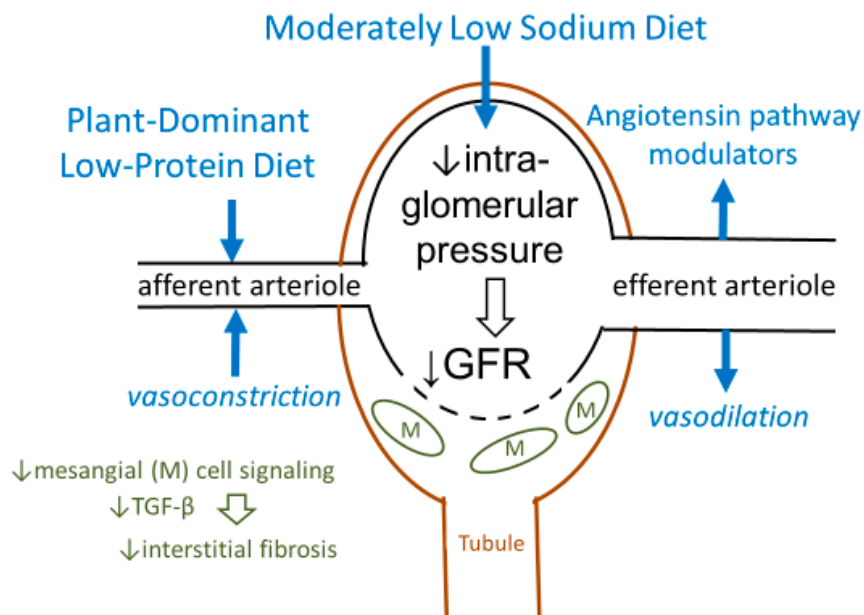 Moderately Low Sodium Diet
Plant-Dominant
Low-Protein Diet
Angiotensin pathway
modulators
↓intra-
glomerular
pressure
afferent arteriole
efferent arteriole
↓GFR
vasoconstriction
vasodilation
M
M
M
↓mesangial (M) cell signaling
↓TGF-β
↓interstitial fibrosis
Tubule